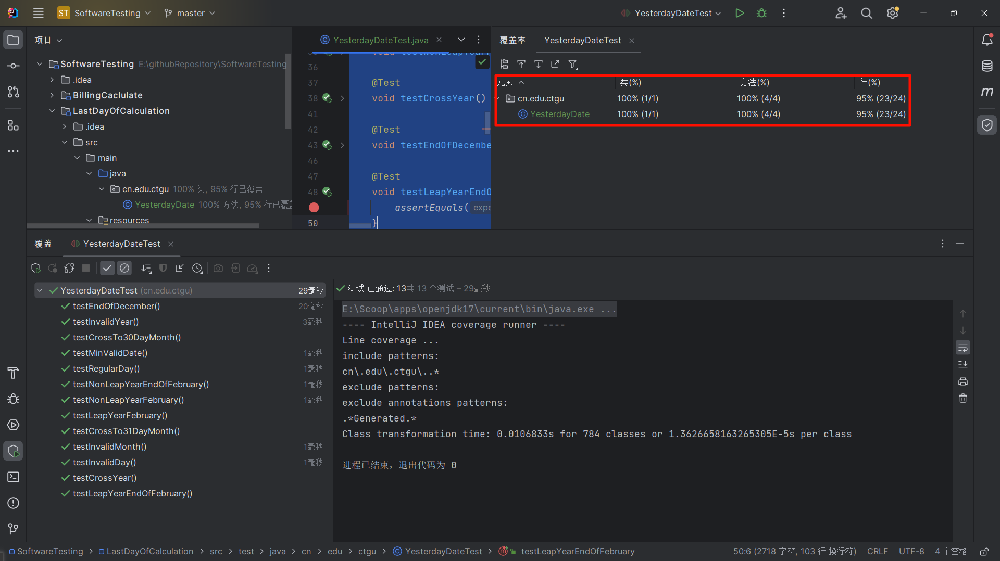 ST SoftwareTesting master YesterdayDateTest
项目
SoftwareTesting E:\githubRepository\SoftwareTesting
.idea
BillingCaclulate
LastDayOfCalculation
.idea
src
main
java
cn.edu.ctgu 100% 类, 95% 行已覆盖
YesterdayDate 100% 方法, 95% 行已覆
resources
YesterdayDateTest.java
36
37 @Test
38 void testCrossYear()
41
42 @Test
43 void testEndOfDecembe
46
47 @Test
48 void testLeapYearEndO
assertEquals( expe
50 }
覆盖率 YesterdayDateTest
元素 类(%) 方法(%) 行(%)
cn.edu.ctgu 100% (1/1) 100% (4/4) 95% (23/24)
YesterdayDate 100% (1/1) 100% (4/4) 95% (23/24)
覆盖 YesterdayDateTest
YesterdayDateTest (cn.edu.ctgu) 29毫秒
testEndOfDecember() 20毫秒
testInvalidYear() 3毫秒
testCrossTo30DayMonth()
testMinValidDate() 1毫秒
testRegularDay() 1毫秒
testNonLeapYearEndOfFebruary() 1毫秒
testNonLeapYearFebruary() 1毫秒
testLeapYearFebruary()
testCrossTo31DayMonth()
testInvalidMonth() 1毫秒
testInvalidDay() 1毫秒
testCrossYear()
testLeapYearEndOfFebruary()
测试 已通过: 13共 13 个测试 – 29毫秒
E:\Scoop\apps\openjdk17\current\bin\java.exe ...
---- IntelliJ IDEA coverage runner ----
Line coverage ...
include patterns:
cn\.edu\.ctgu\..*
exclude patterns:
exclude annotations patterns:
.*Generated.*
Class transformation time: 0.0106833s for 784 classes or 1.3626658163265305E-5s per class
进程已结束，退出代码为 0
SoftwareTesting > LastDayOfCalculation > src > test > java > cn > edu > ctgu > YesterdayDateTest > testLeapYearEndOfFebruary 50:6 (2718 字符, 103 行 换行符) CRLF UTF-8 4 个空格